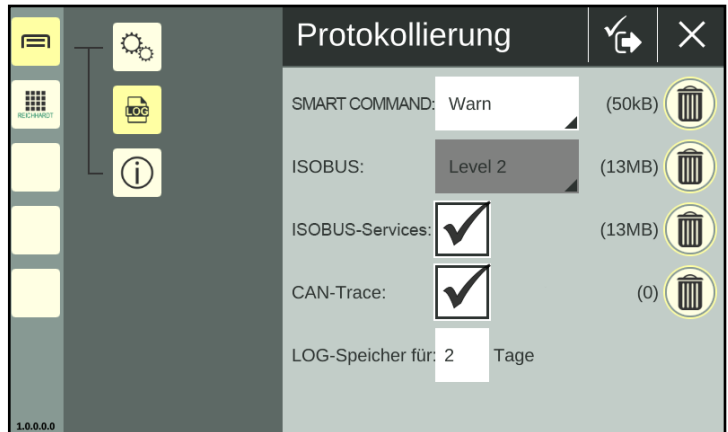 Protokollierung
REICHHARDT
LOG
SMART COMMAND: Warn (50kB)
ISOBUS: Level 2 (13MB)
ISOBUS-Services: (13MB)
CAN-Trace: (0)
LOG-Speicher für: 2 Tage
1.0.0.0.0